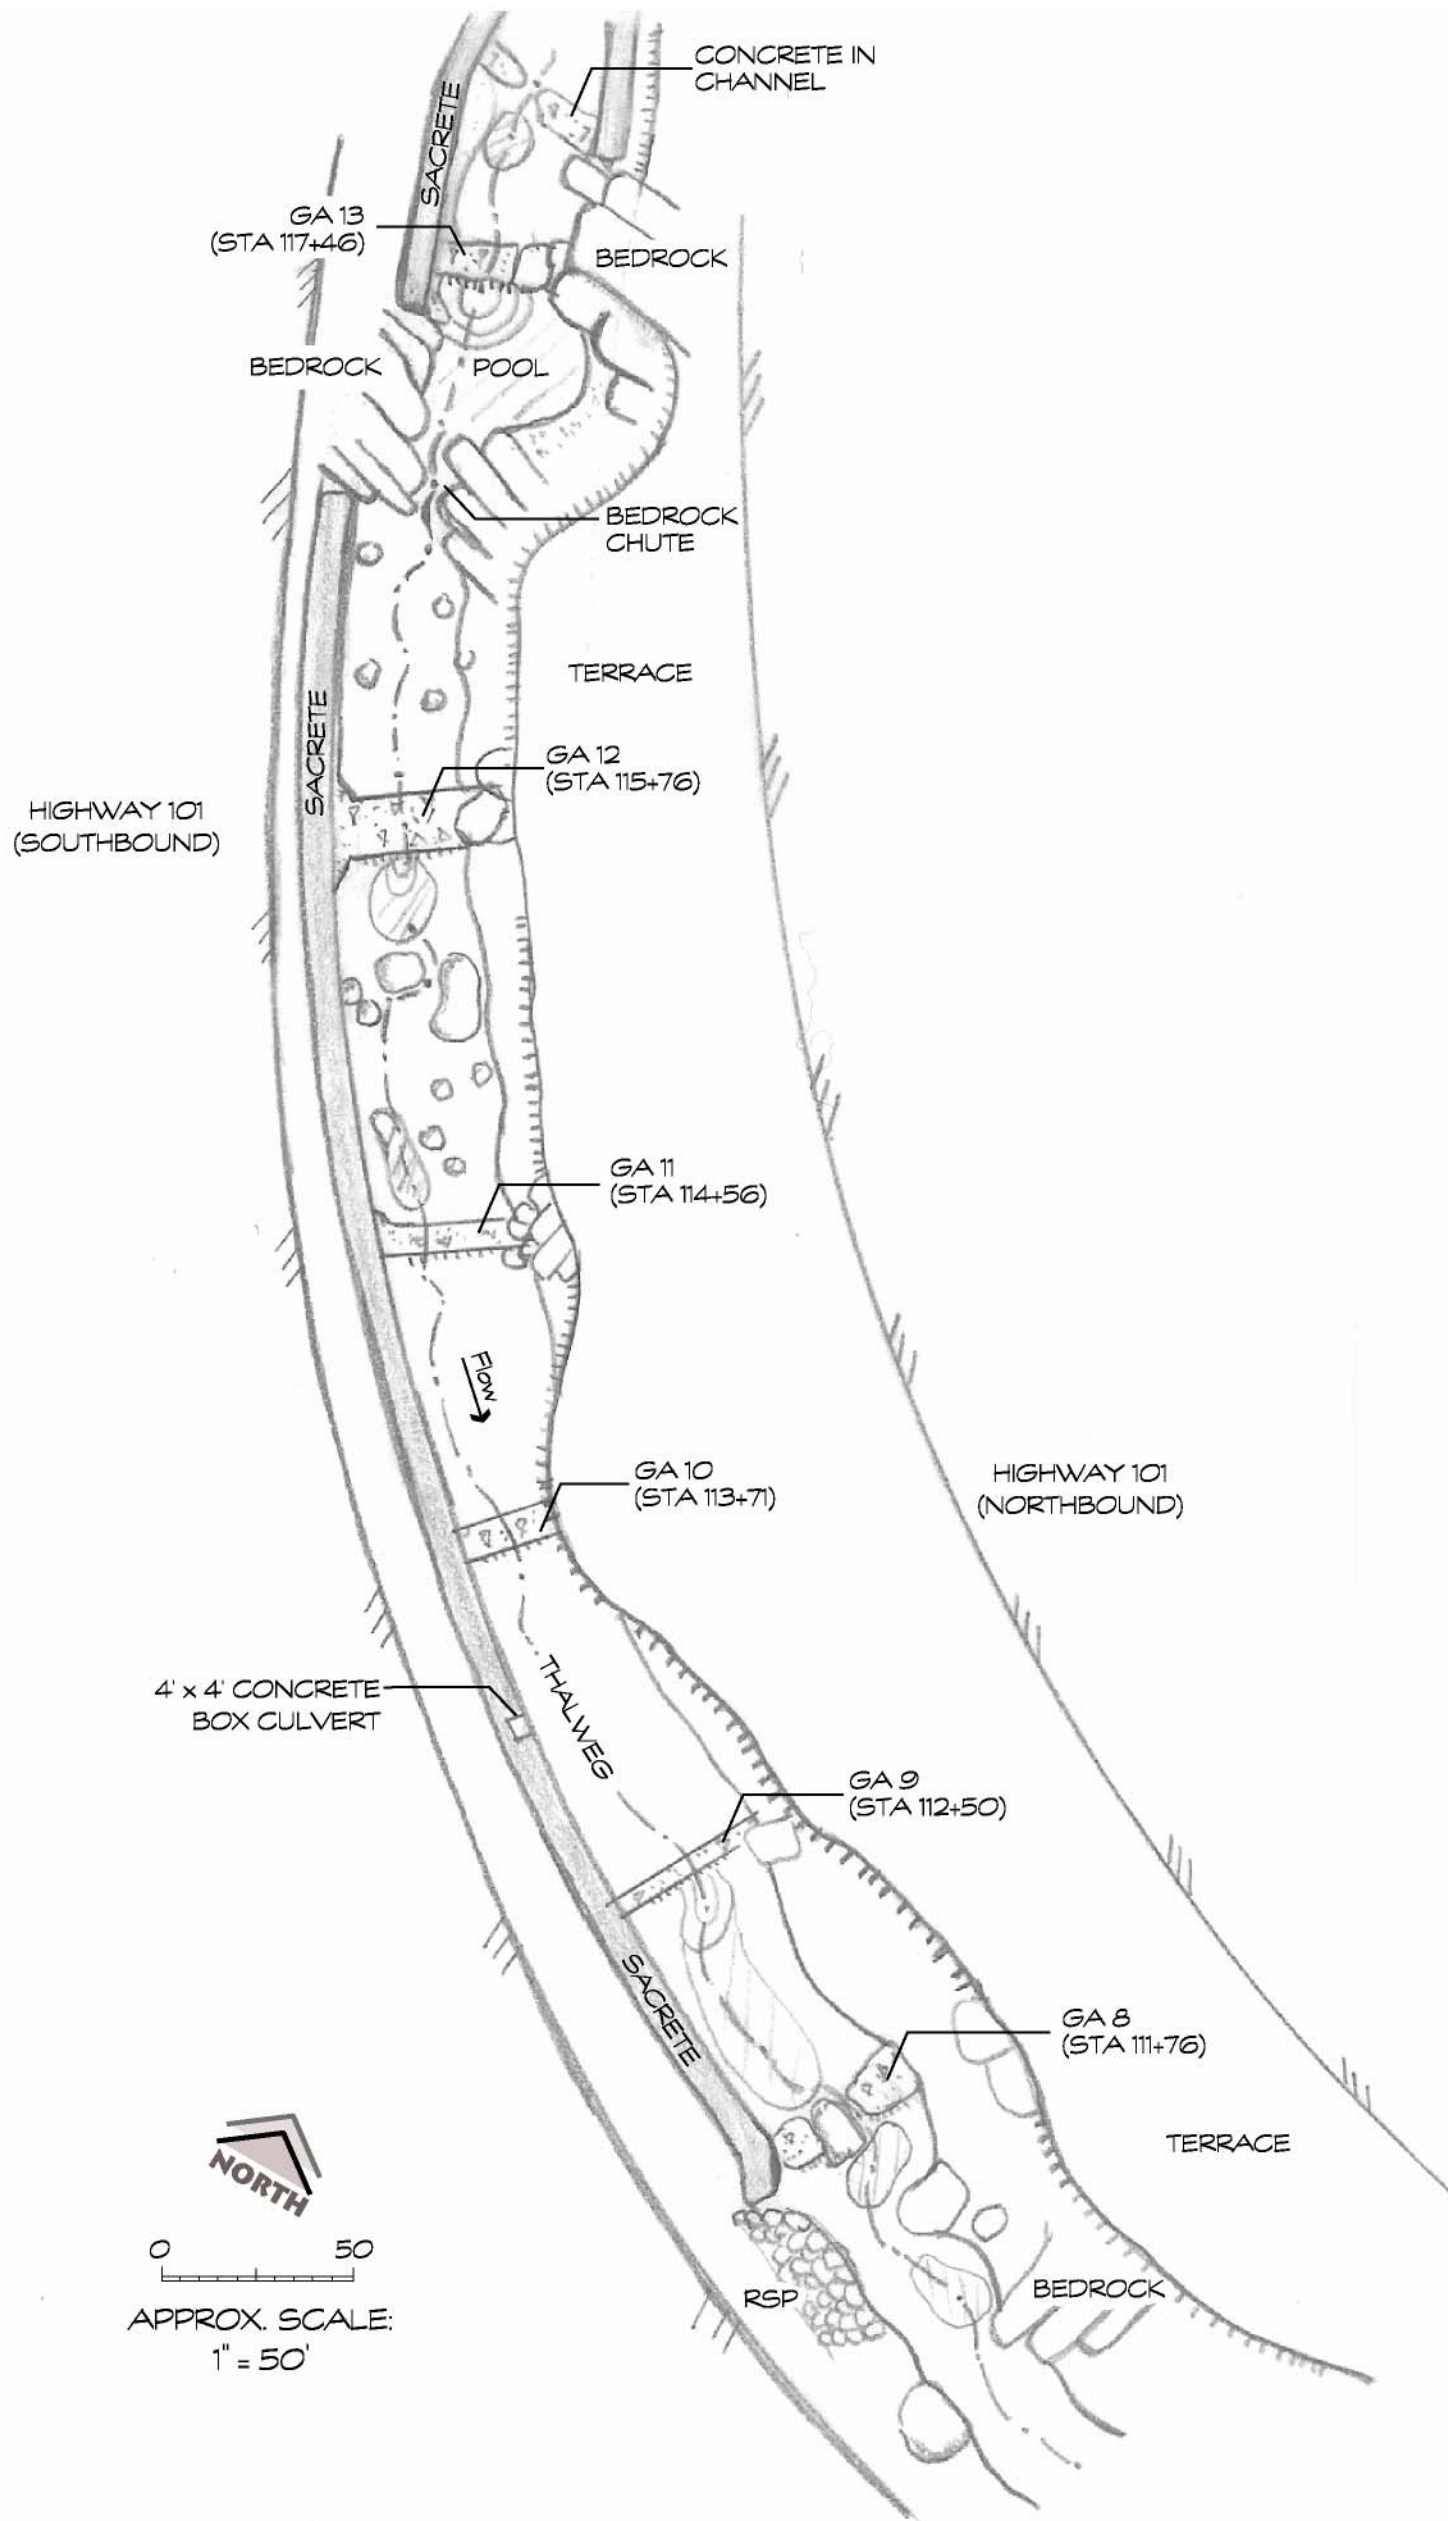 CONCRETE IN
CHANNEL
SACRETE
GA 13
(STA 117+46)
BEDROCK
BEDROCK
POOL
BEDROCK
CHUTE
TERRACE
SACRETE
GA 12
(STA 115+76)
HIGHWAY 101
(SOUTHBOUND)
GA 11
(STA 114+56)
Flow
GA 10
(STA 113+71)
HIGHWAY 101
(NORTHBOUND)
4' x 4' CONCRETE
BOX CULVERT
THALWEG
GA 9
(STA 112+50)
SACRETE
GA 8
(STA 111+76)
TERRACE
NORTH
0 50
APPROX. SCALE:
1" = 50'
RSP
BEDROCK